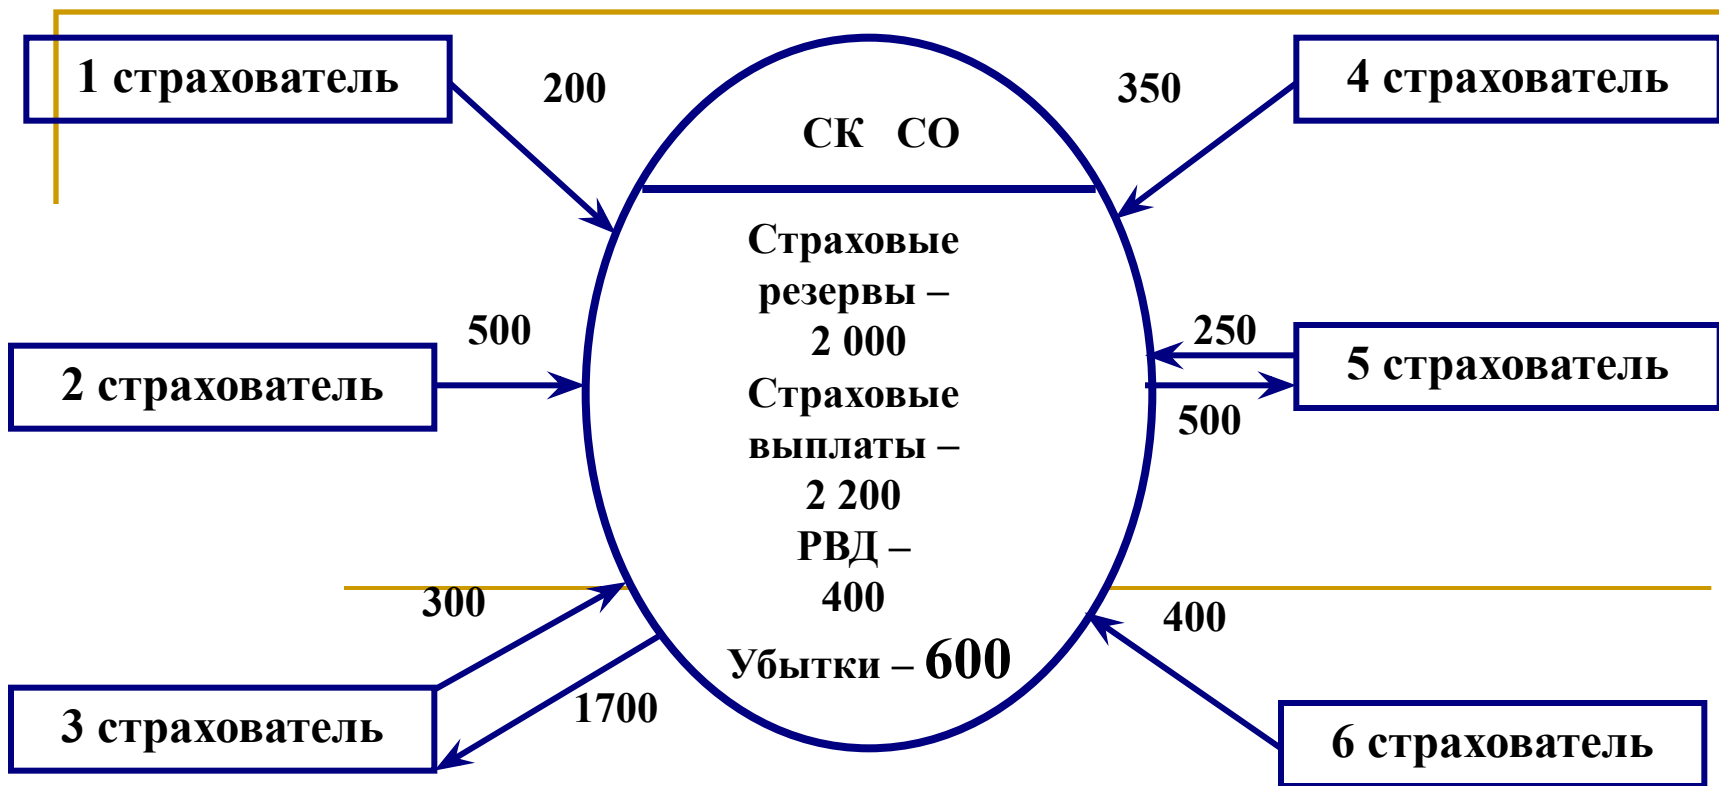 1 страхователь
200
СК СО
350
4 страхователь
Страховые
резервы –
2 000
Страховые
выплаты –
2 200
РВД –
400
Убытки – 600
500
2 страхователь
250
5 страхователь
500
300
1700
3 страхователь
400
6 страхователь